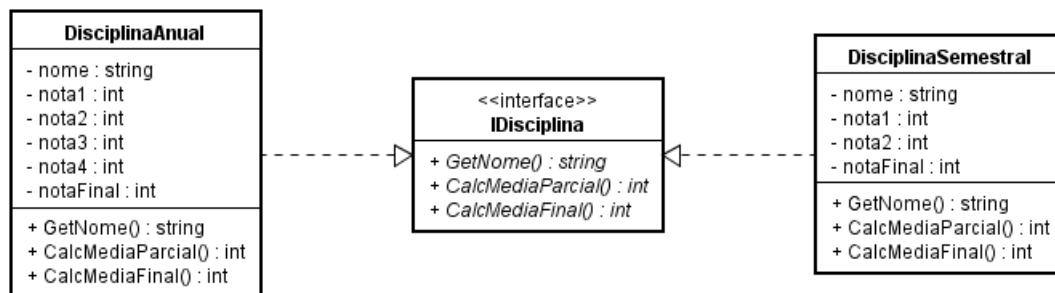 DisciplinaAnual
- nome : string
- nota1 : int
- nota2 : int
- nota3 : int
- nota4 : int
- notaFinal : int
+ GetNome() : string
+ CalcMediaParcial() : int
+ CalcMediaFinal() : int
<<interface>>
IDisciplina
+ GetNome() : string
+ CalcMediaParcial() : int
+ CalcMediaFinal() : int
DisciplinaSemestral
- nome : string
- nota1 : int
- nota2 : int
- notaFinal : int
+ GetNome() : string
+ CalcMediaParcial() : int
+ CalcMediaFinal() : int